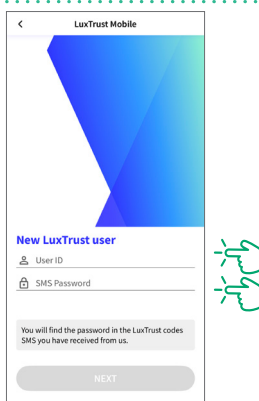 LuxTrust Mobile
New LuxTrust user
User ID
SMS Password
You will find the password in the LuxTrust codes
SMS you have received from us.
NEXT